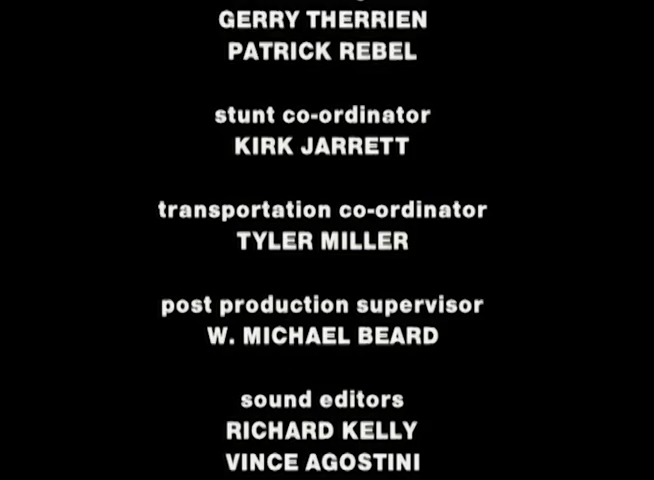 GERRY THERRIEN
PATRICK REBEL
stunt co-ordinator
KIRK JARRETT
transportation co-ordinator
TYLER MILLER
post production supervisor
W. MICHAEL BEARD
sound editors
RICHARD KELLY
VINCE AGOSTINI